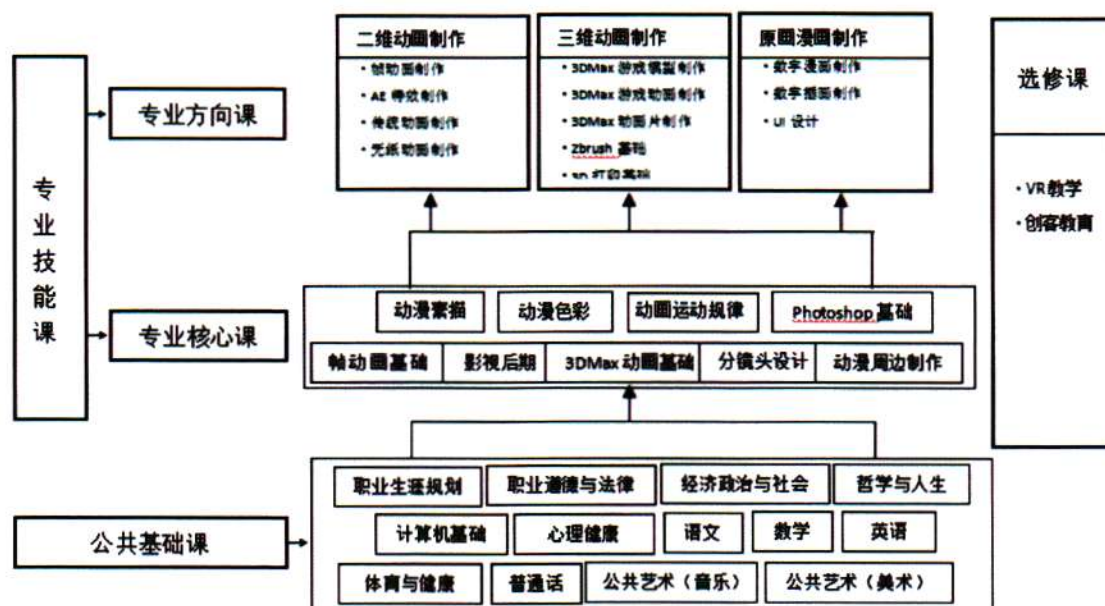 二维动画制作
• 帧动画制作
• AE 特效制作
• 传统动画制作
• 无纸动画制作
三维动画制作
• 3DMax 游戏模型制作
• 3DMax 游戏动画制作
• 3DMax 动画片制作
• Zbrush 基础
• 3D 打印基础
原画漫画制作
• 数字漫画制作
• 数字插画制作
• UI 设计
选修课
• VR 教学
• 创客教育
专业技能课
专业方向课
专业核心课
动漫素描 动漫色彩 动画运动规律 Photoshop 基础
帧动画基础 影视后期 3DMax 动画基础 分镜头设计 动漫周边制作
公共基础课
职业生涯规划 职业道德与法律 经济政治与社会 哲学与人生
计算机基础 心理健康 语文 数学 英语
体育与健康 普通话 公共艺术（音乐） 公共艺术（美术）